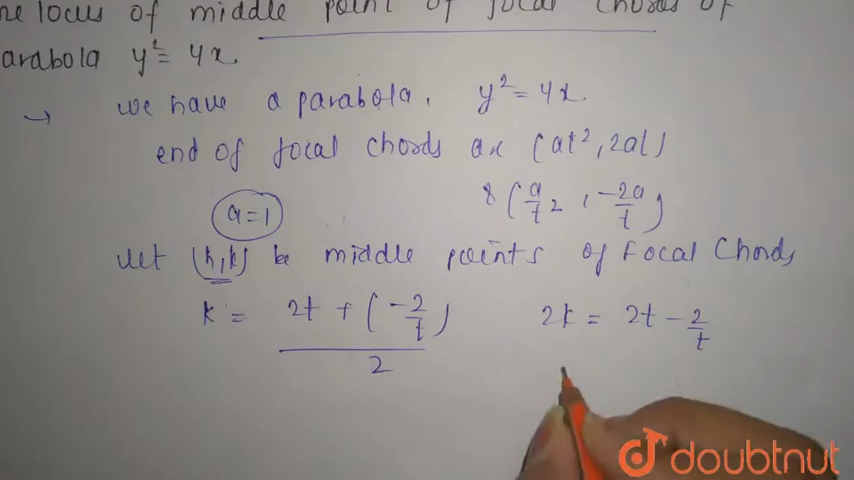 he locus of middle point of focal chords of
arabola y² = 4x.
→ we have a parabola, y² = 4x.
end of focal chords are (at², 2at)
& (a/t², -2a/t)
a=1
let (h,k) be middle points of Focal Chords
k = (2t + (-2/t))/2
2k = 2t - 2/t
doubtnut